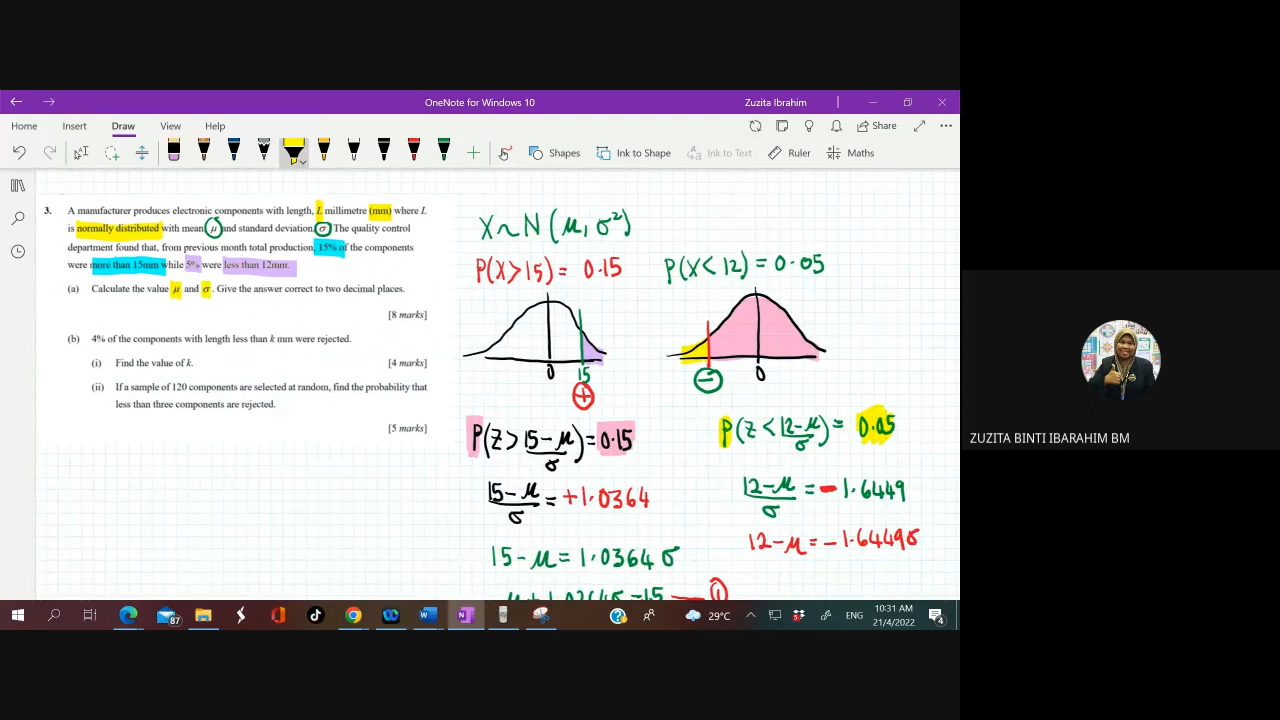 OneNote for Windows 10
Zuzita Ibrahim
Home Insert Draw View Help
Share
Shapes Ink to Shape Ink to Text Ruler Maths
3. A manufacturer produces electronic components with length, L millimetre (mm) where L
is normally distributed with mean μ and standard deviation σ. The quality control
department found that, from previous month total production, 15% of the components
were more than 15mm while 5% were less than 12mm.
(a) Calculate the value μ and σ. Give the answer correct to two decimal places.
[8 marks]
(b) 4% of the components with length less than k mm were rejected.
(i) Find the value of k. [4 marks]
(ii) If a sample of 120 components are selected at random, find the probability that
less than three components are rejected.
[5 marks]
X~N(μ, σ²)
P(X>15) = 0.15
0 15
+
P(Z > 15-μ/σ) = 0.15
15-μ/σ = +1.0364
15-μ = 1.0364σ
μ+1.0364σ=15 — ①
P(X<12) = 0.05
− 0
P(Z < 12-μ/σ) = 0.05
12-μ/σ = -1.6449
12-μ = -1.6449σ
ZUZITA BINTI IBARAHIM BM
87
29°C
ENG
10:31 AM
21/4/2022
4